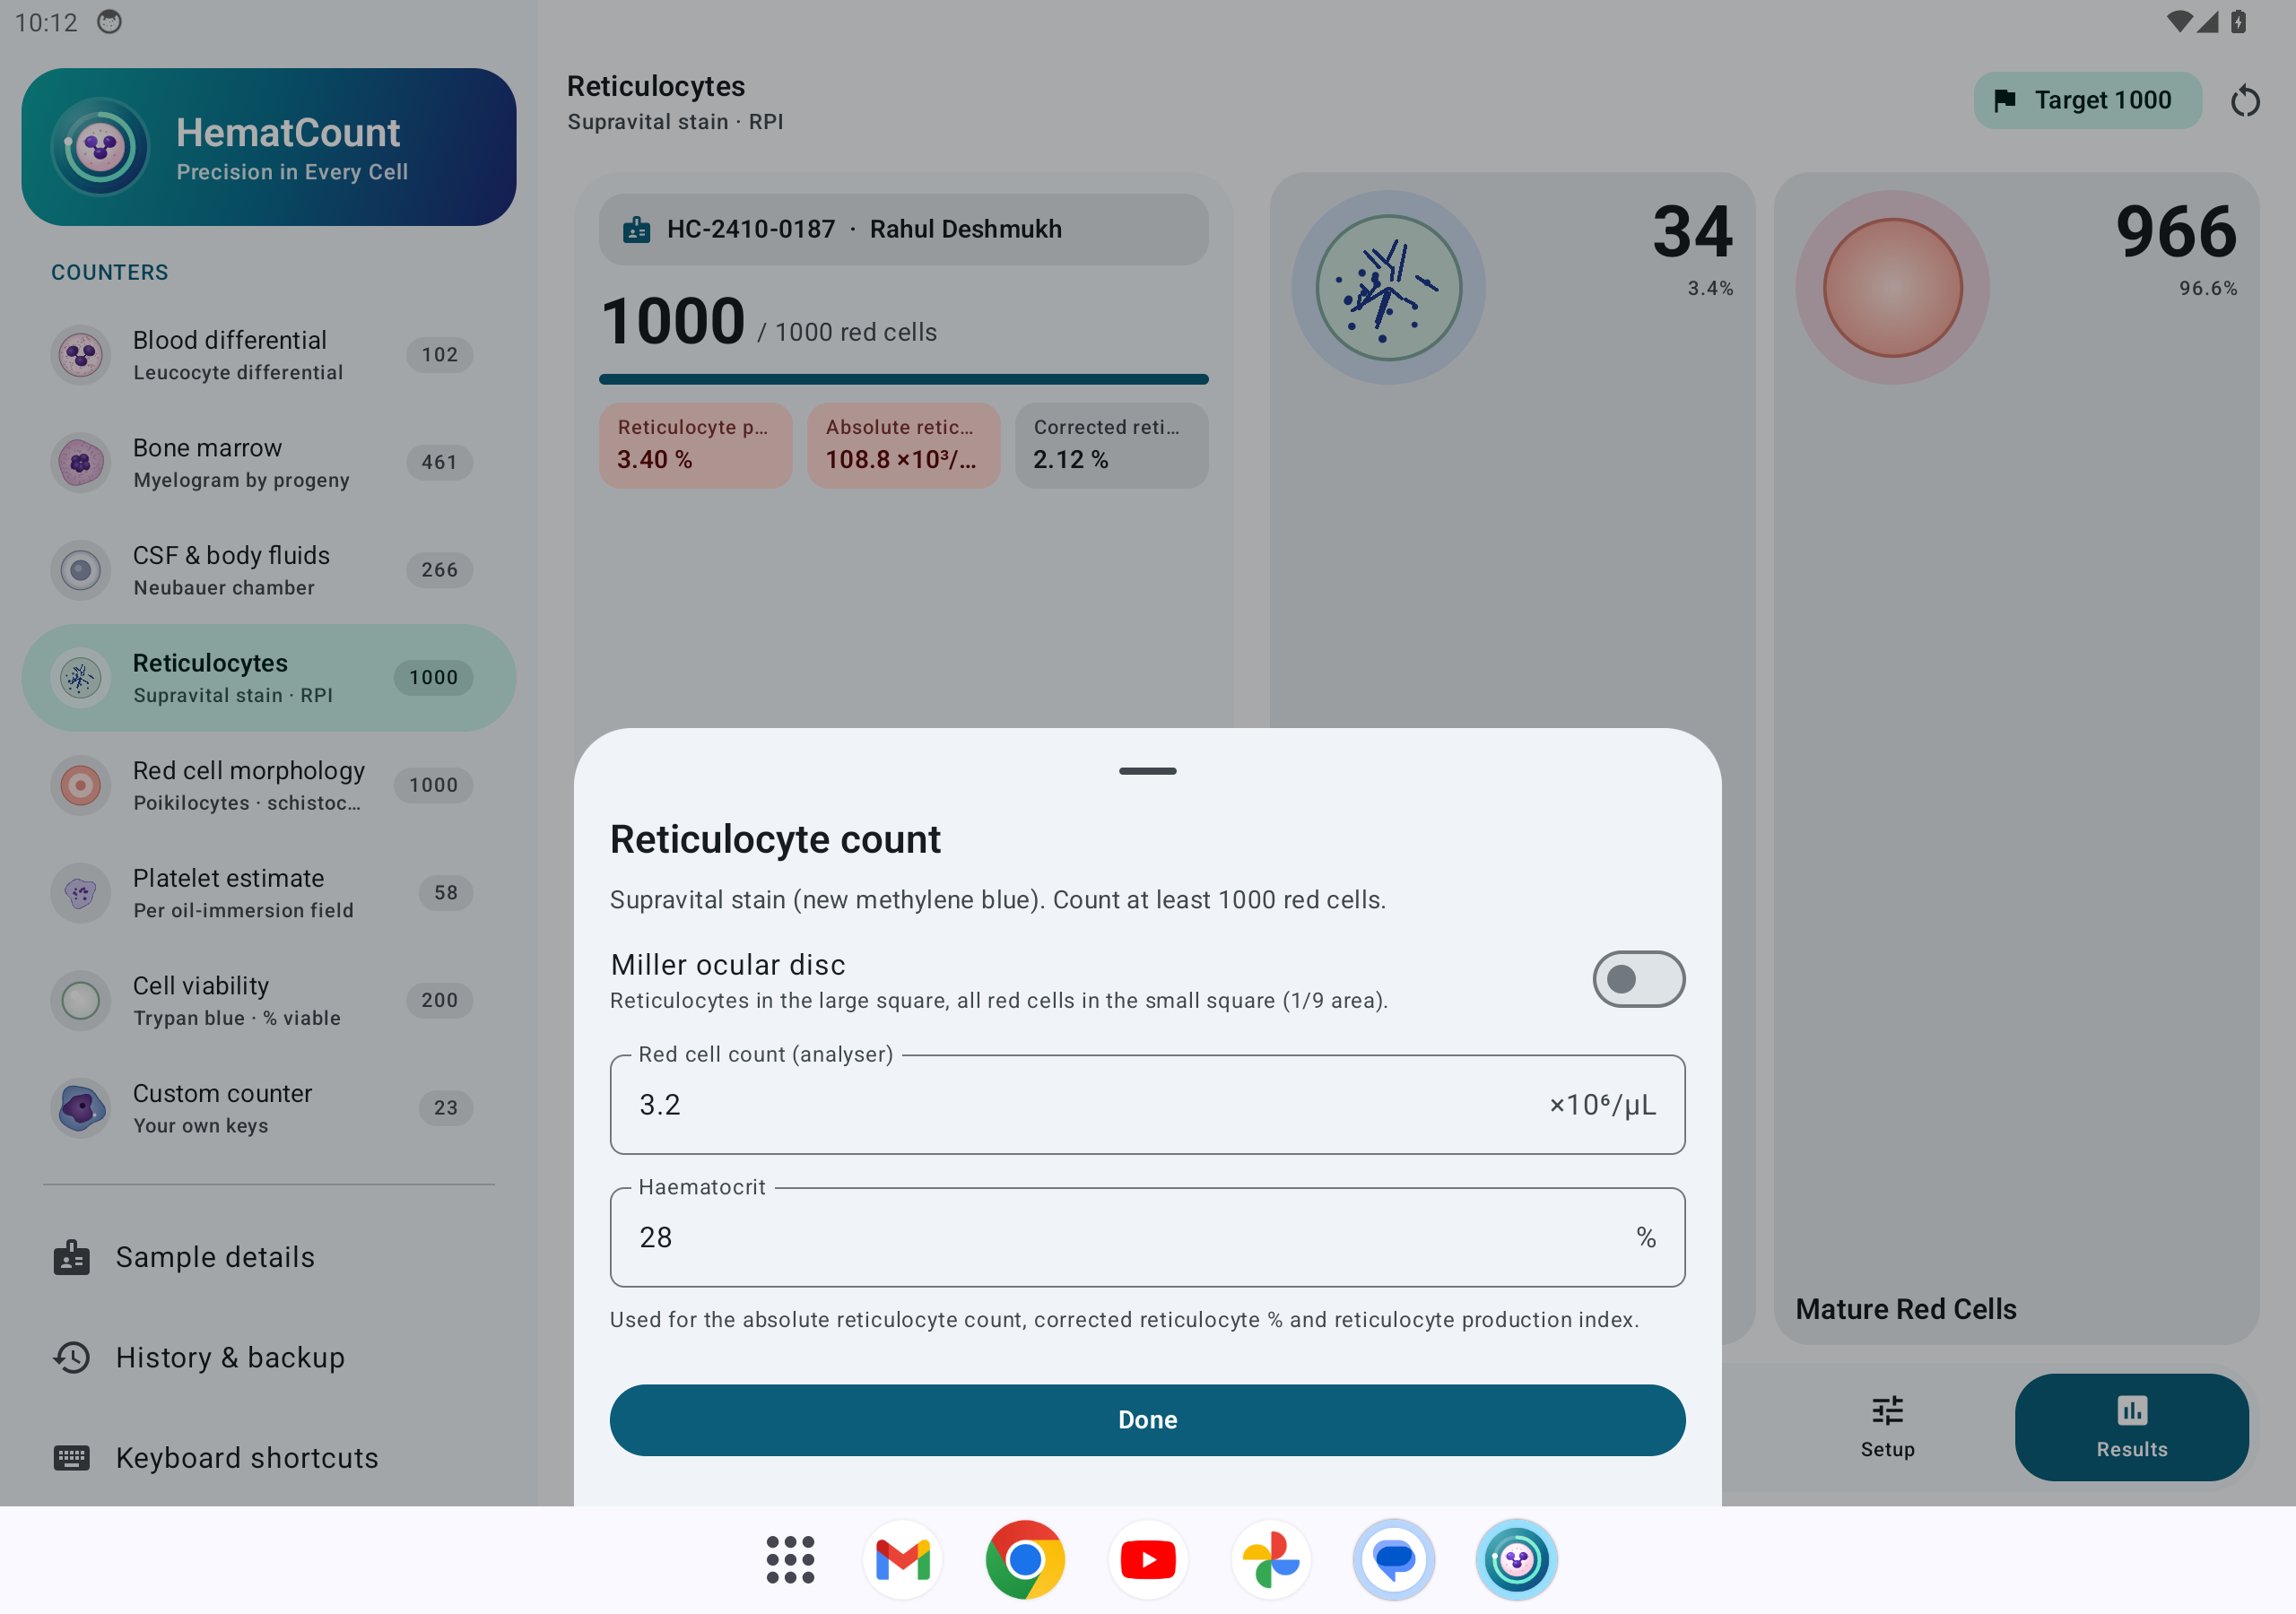 10:12
HematCount
Precision in Every Cell
COUNTERS
Blood differential
Leucocyte differential
102
Bone marrow
Myelogram by progeny
461
CSF & body fluids
Neubauer chamber
266
Reticulocytes
Supravital stain · RPI
1000
Red cell morphology
Poikilocytes · schistoc…
1000
Platelet estimate
Per oil-immersion field
58
Cell viability
Trypan blue · % viable
200
Custom counter
Your own keys
23
Sample details
History & backup
Keyboard shortcuts
Reticulocytes
Supravital stain · RPI
Target 1000
HC-2410-0187 · Rahul Deshmukh
1000 / 1000 red cells
Reticulocyte p…
3.40 %
Absolute retic…
108.8 ×10³/…
Corrected reti…
2.12 %
34
3.4%
966
96.6%
Mature Red Cells
Reticulocyte count
Supravital stain (new methylene blue). Count at least 1000 red cells.
Miller ocular disc
Reticulocytes in the large square, all red cells in the small square (1/9 area).
Red cell count (analyser)
3.2 ×10⁶/µL
Haematocrit
28 %
Used for the absolute reticulocyte count, corrected reticulocyte % and reticulocyte production index.
Done
Setup
Results